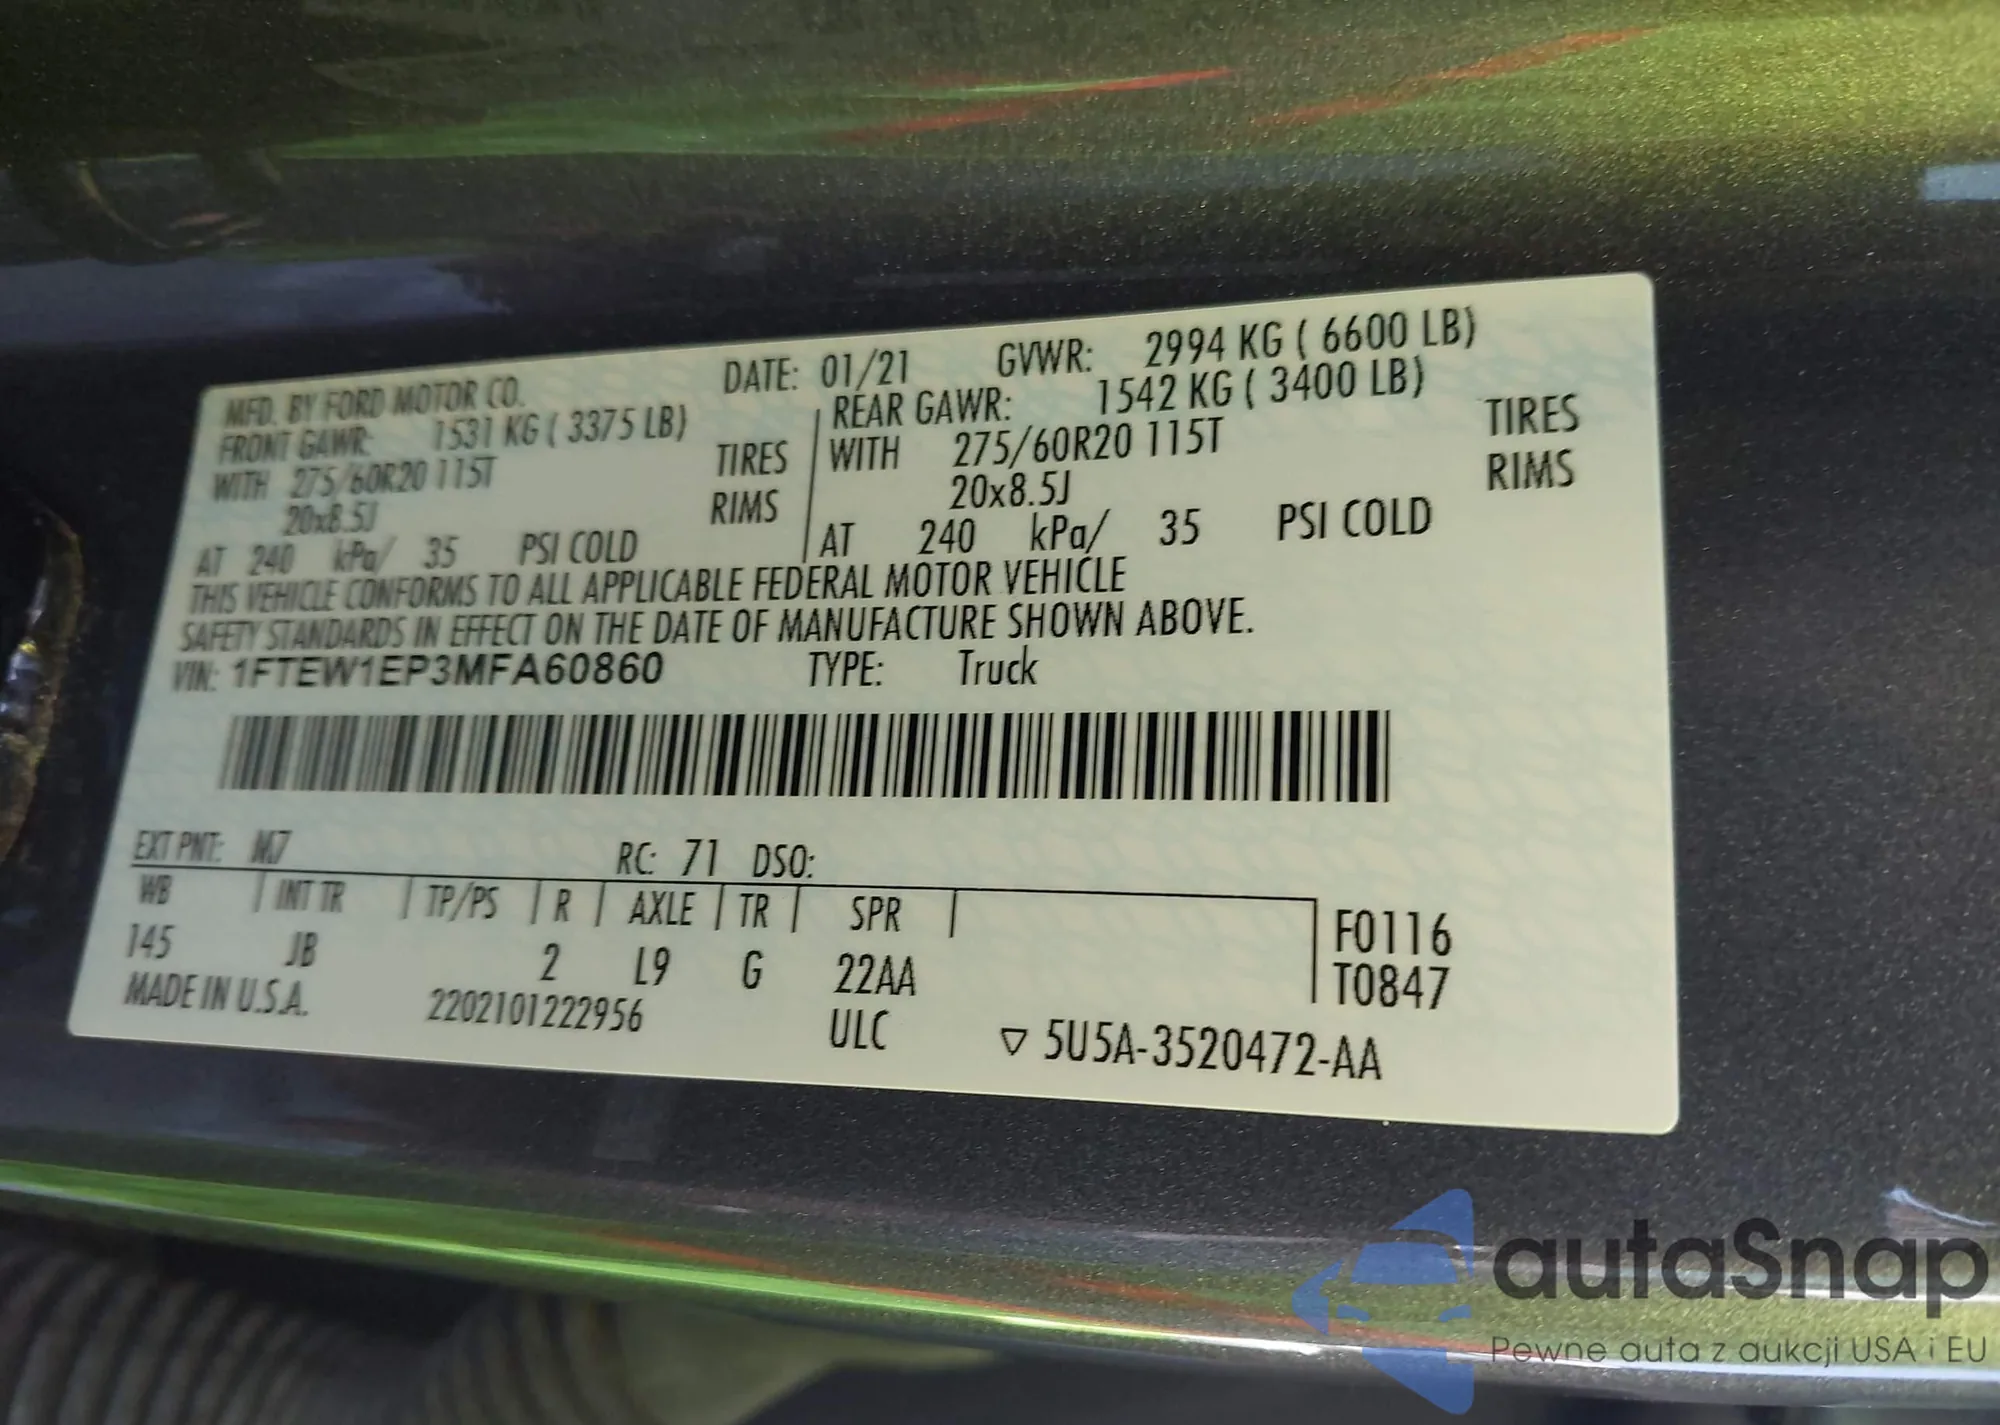 MFD. BY FORD MOTOR CO. DATE: 01/21 GVWR: 2994 KG ( 6600 LB)
FRONT GAWR: 1531 KG ( 3375 LB) REAR GAWR: 1542 KG ( 3400 LB)
WITH 275/60R20 115T TIRES WITH 275/60R20 115T TIRES
20x8.5J RIMS 20x8.5J RIMS
AT 240 kPa/ 35 PSI COLD AT 240 kPa/ 35 PSI COLD
THIS VEHICLE CONFORMS TO ALL APPLICABLE FEDERAL MOTOR VEHICLE
SAFETY STANDARDS IN EFFECT ON THE DATE OF MANUFACTURE SHOWN ABOVE.
VIN: 1FTEW1EP3MFA60860 TYPE: Truck
EXT PNT: M7 RC: 71 DSO:
WB INT TR TP/PS R AXLE TR SPR F0116
145 JB 2 L9 G 22AA T0847
MADE IN U.S.A. 2202101222956 ULC ▽ 5U5A-3520472-AA
autaSnap
Pewne auta z aukcji USA i EU